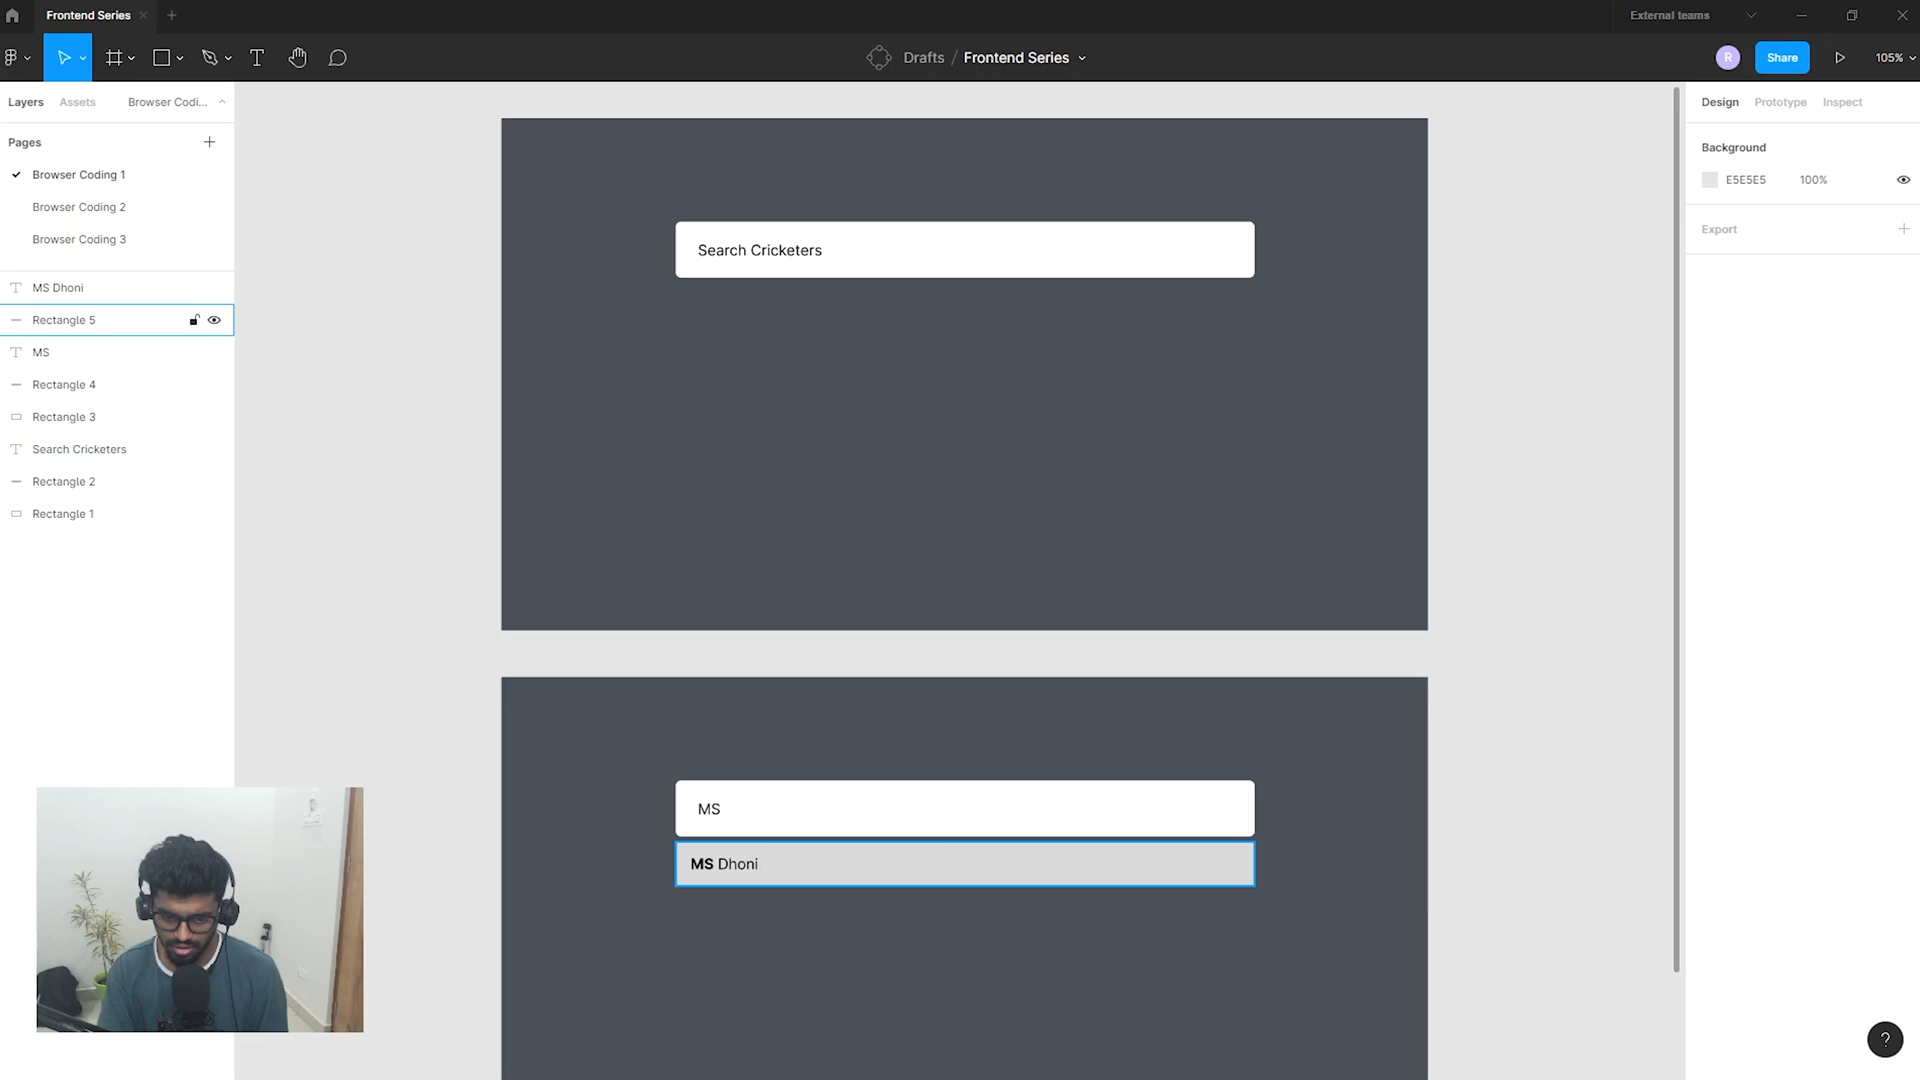 Frontend Series
External teams
Drafts / Frontend Series
R
Share
105%
Layers
Assets
Browser Codi...
Pages
Browser Coding 1
Browser Coding 2
Browser Coding 3
MS Dhoni
Rectangle 5
MS
Rectangle 4
Rectangle 3
Search Cricketers
Rectangle 2
Rectangle 1
Search Cricketers
MS
MS Dhoni
Design
Prototype
Inspect
Background
E5E5E5
100%
Export
?